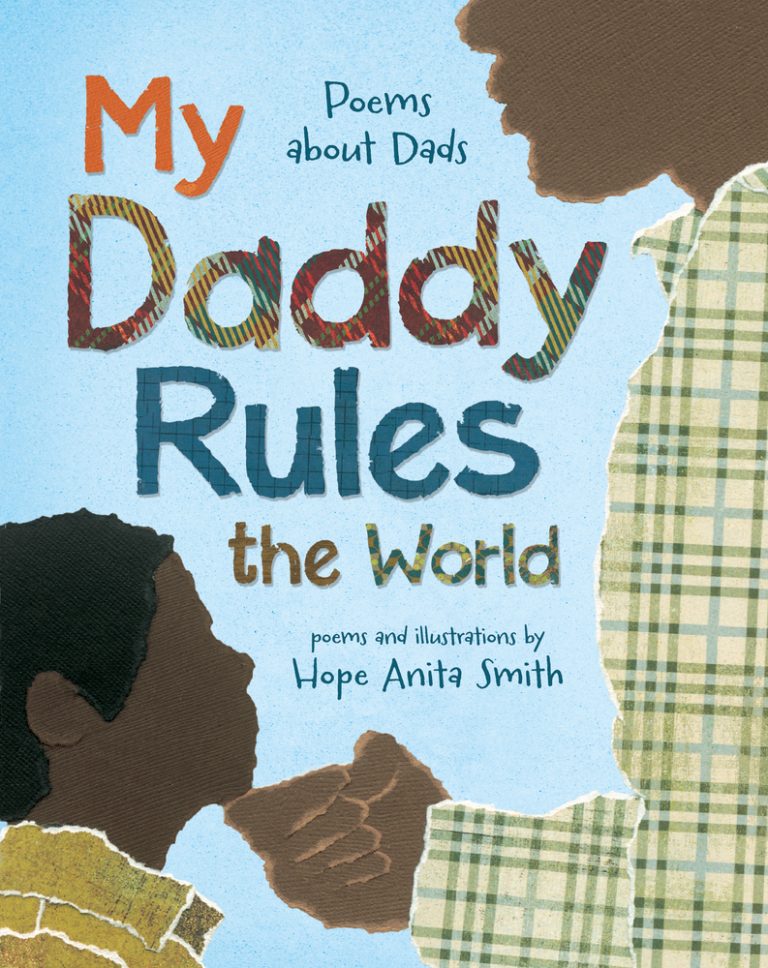 My
Poems
about Dads
Daddy
Rules
the World
poems and illustrations by
Hope Anita Smith